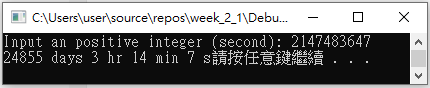 C:\Users\user\source\repos\week_2_1\Debu...
Input an positive integer (second): 2147483647
24855 days 3 hr 14 min 7 s請按任意鍵繼續 . . .